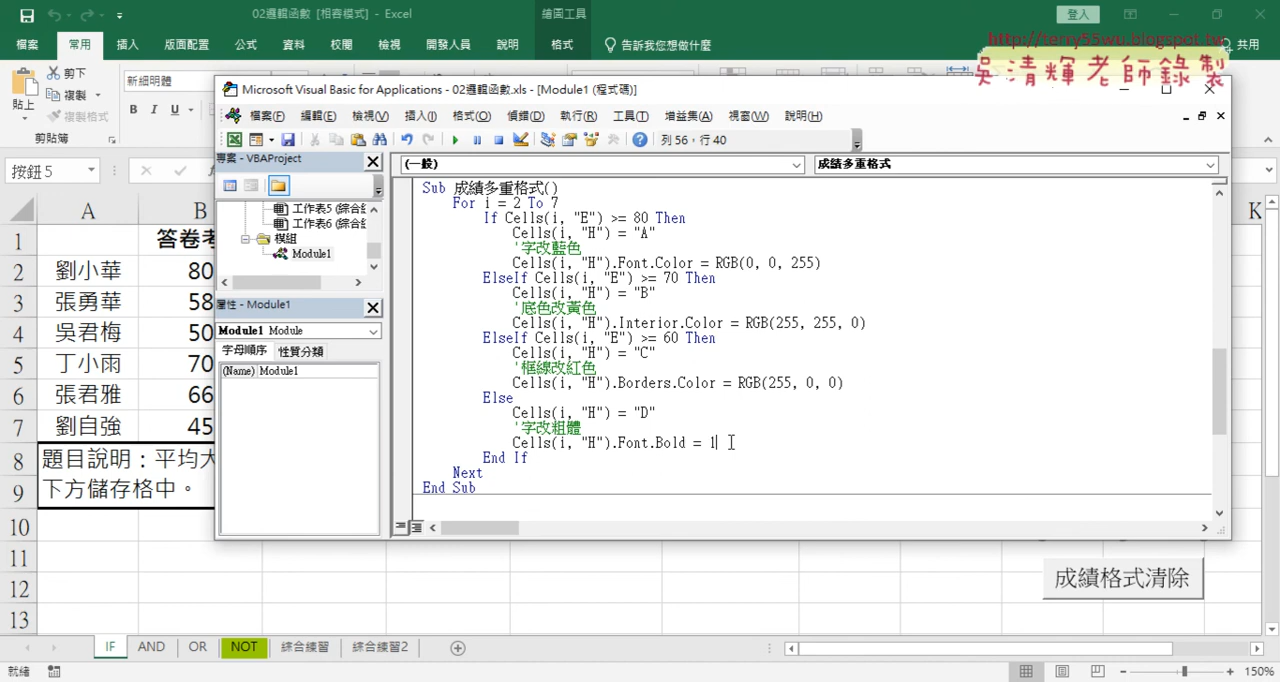 02邏輯函數 [相容模式] - Excel
繪圖工具
登入
檔案
常用
插入
版面配置
公式
資料
校閱
檢視
開發人員
說明
格式
告訴我您想做什麼
共用
http://terry55wu.blogspot.tw
吳清輝老師錄製
貼上
剪下
複製
複製格式
剪貼簿
新細明體
B I U
按鈕 5
Microsoft Visual Basic for Applications - 02邏輯函數.xls - [Module1 (程式碼)]
檔案(F) 編輯(E) 檢視(V) 插入(I) 格式(O) 偵錯(D) 執行(R) 工具(T) 增益集(A) 視窗(W) 說明(H)
列 56，行 40
專案 - VBAProject
工作表5 (綜合
工作表6 (綜合
模組
Module1
屬性 - Module1
Module1 Module
字母順序 性質分類
(Name) Module1
(一般)
成績多重格式
Sub 成績多重格式()
For i = 2 To 7
If Cells(i, "E") >= 80 Then
Cells(i, "H") = "A"
'字改藍色
Cells(i, "H").Font.Color = RGB(0, 0, 255)
ElseIf Cells(i, "E") >= 70 Then
Cells(i, "H") = "B"
'底色改黃色
Cells(i, "H").Interior.Color = RGB(255, 255, 0)
ElseIf Cells(i, "E") >= 60 Then
Cells(i, "H") = "C"
'框線改紅色
Cells(i, "H").Borders.Color = RGB(255, 0, 0)
Else
Cells(i, "H") = "D"
'字改粗體
Cells(i, "H").Font.Bold = 1
End If
Next
End Sub
A B K
1 答卷考
2 劉小華 80
3 張勇華 58
4 吳君梅 50
5 丁小雨 70
6 張君雅 66
7 劉自強 45
8 題目說明：平均大
9 下方儲存格中。
10
11
12
13
成績格式清除
IF AND OR NOT 綜合練習 綜合練習2
就緒
150%